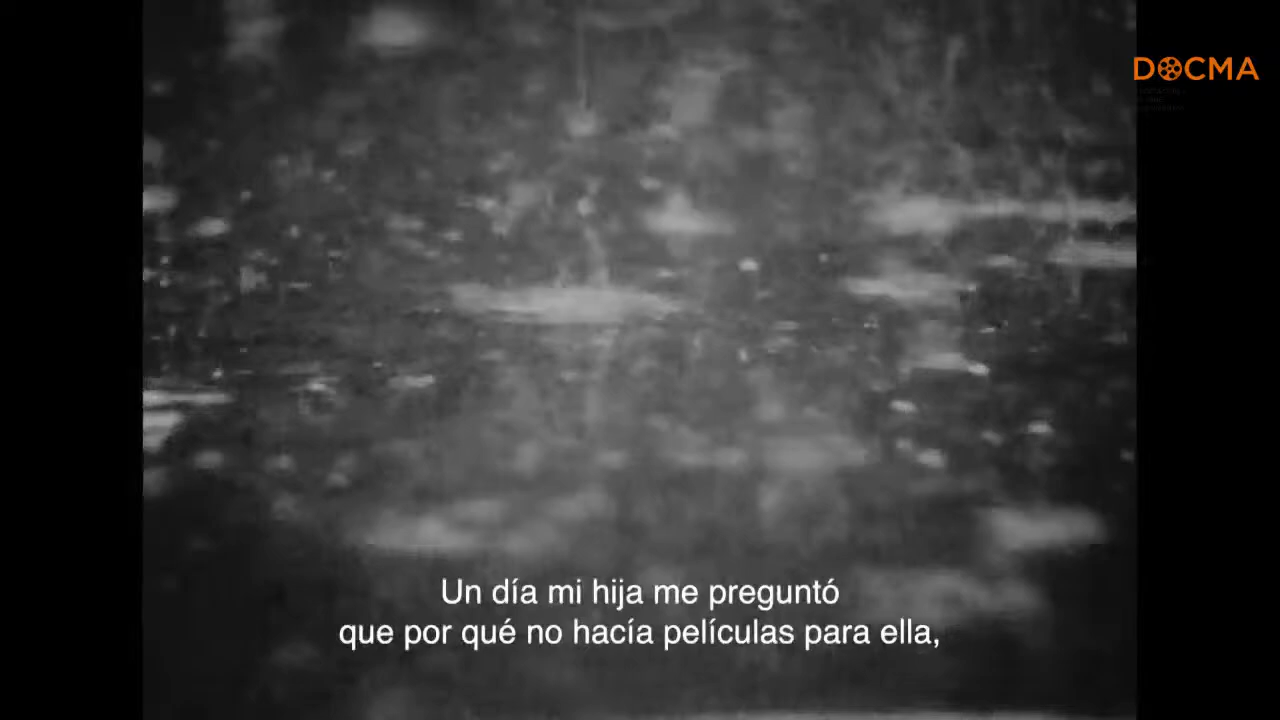 DOCMA
Un día mi hija me preguntó
que por qué no hacía películas para ella,